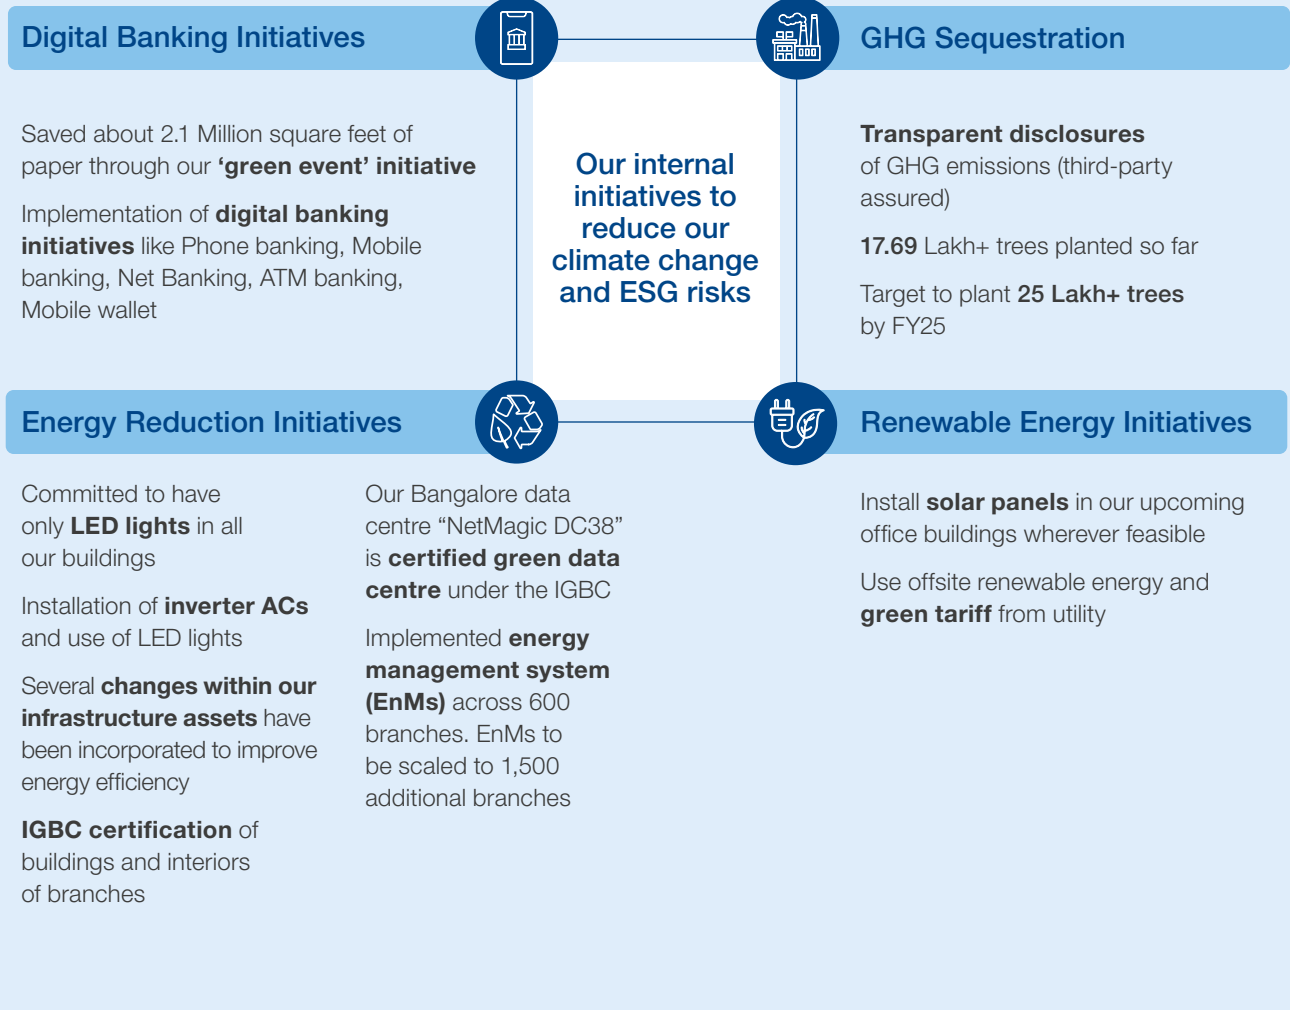 Digital Banking Initiatives
Saved about 2.1 Million square feet of
paper through our ‘green event’ initiative
Implementation of digital banking
initiatives like Phone banking, Mobile
banking, Net Banking, ATM banking,
Mobile wallet
Our internal
initiatives to
reduce our
climate change
and ESG risks
GHG Sequestration
Transparent disclosures
of GHG emissions (third-party
assured)
17.69 Lakh+ trees planted so far
Target to plant 25 Lakh+ trees
by FY25
Energy Reduction Initiatives
Committed to have
only LED lights in all
our buildings
Installation of inverter ACs
and use of LED lights
Several changes within our
infrastructure assets have
been incorporated to improve
energy efficiency
IGBC certification of
buildings and interiors
of branches
Our Bangalore data
centre “NetMagic DC38”
is certified green data
centre under the IGBC
Implemented energy
management system
(EnMs) across 600
branches. EnMs to
be scaled to 1,500
additional branches
Renewable Energy Initiatives
Install solar panels in our upcoming
office buildings wherever feasible
Use offsite renewable energy and
green tariff from utility